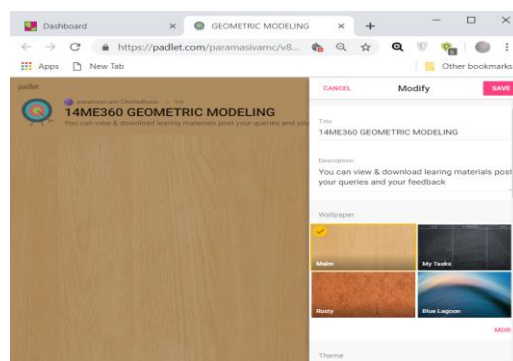 Dashboard
GEOMETRIC MODELING
https://padlet.com/paramasivamc/v8...
Apps
New Tab
Other bookmarks
padlet
14ME360 GEOMETRIC MODELING
You can view & download learing materials post your queries and you
CANCEL
Modify
SAVE
Title
14ME360 GEOMETRIC MODELING
Description
You can view & download learing materials post
your queries and your feedback
Wallpaper
Malm
My Tasks
Rusty
Blue Lagoon
MOR
Theme